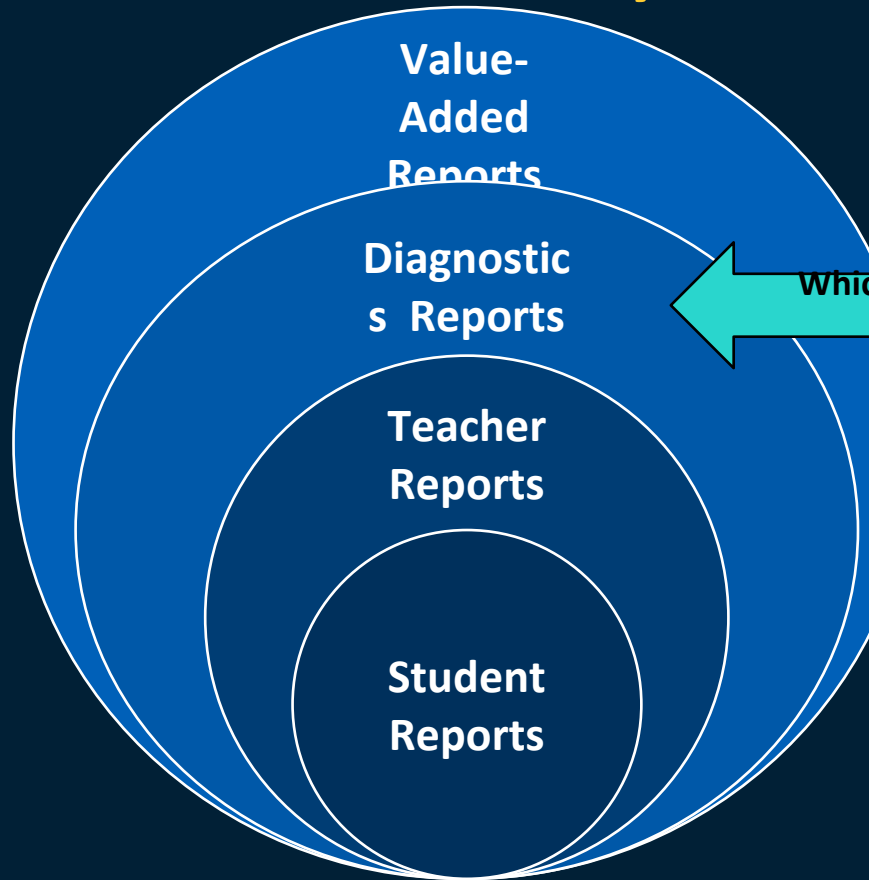 Value-
Added
Reports
Diagnostic
s Reports
Teacher
Reports
Student
Reports